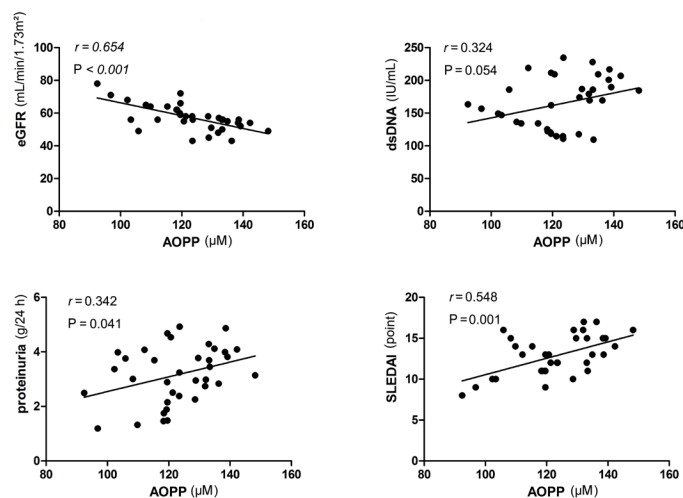 r = 0.654
P < 0.001
eGFR (mL/min/1.73m²)
100
80
60
40
20
0
80 100 120 140 160
AOPP (µM)
r = 0.324
P = 0.054
dsDNA (IU/mL)
250
200
150
100
50
0
80 100 120 140 160
AOPP (µM)
r = 0.342
P = 0.041
proteinuria (g/24 h)
6
4
2
0
80 100 120 140 160
AOPP (µM)
r = 0.548
P = 0.001
SLEDAI (point)
20
15
10
5
0
80 100 120 140 160
AOPP (µM)